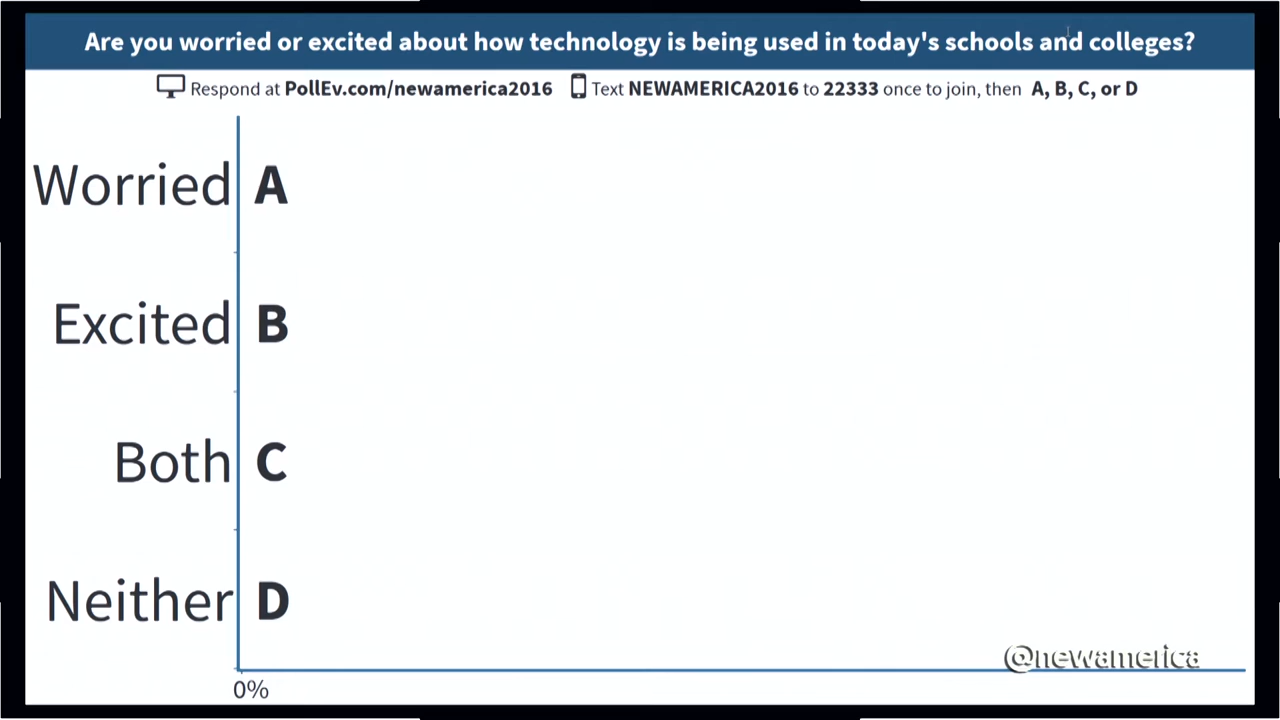 Are you worried or excited about how technology is being used in today's schools and colleges?
Respond at PollEv.com/newamerica2016 Text NEWAMERICA2016 to 22333 once to join, then A, B, C, or D
Worried A
Excited B
Both C
Neither D
@newamerica
0%